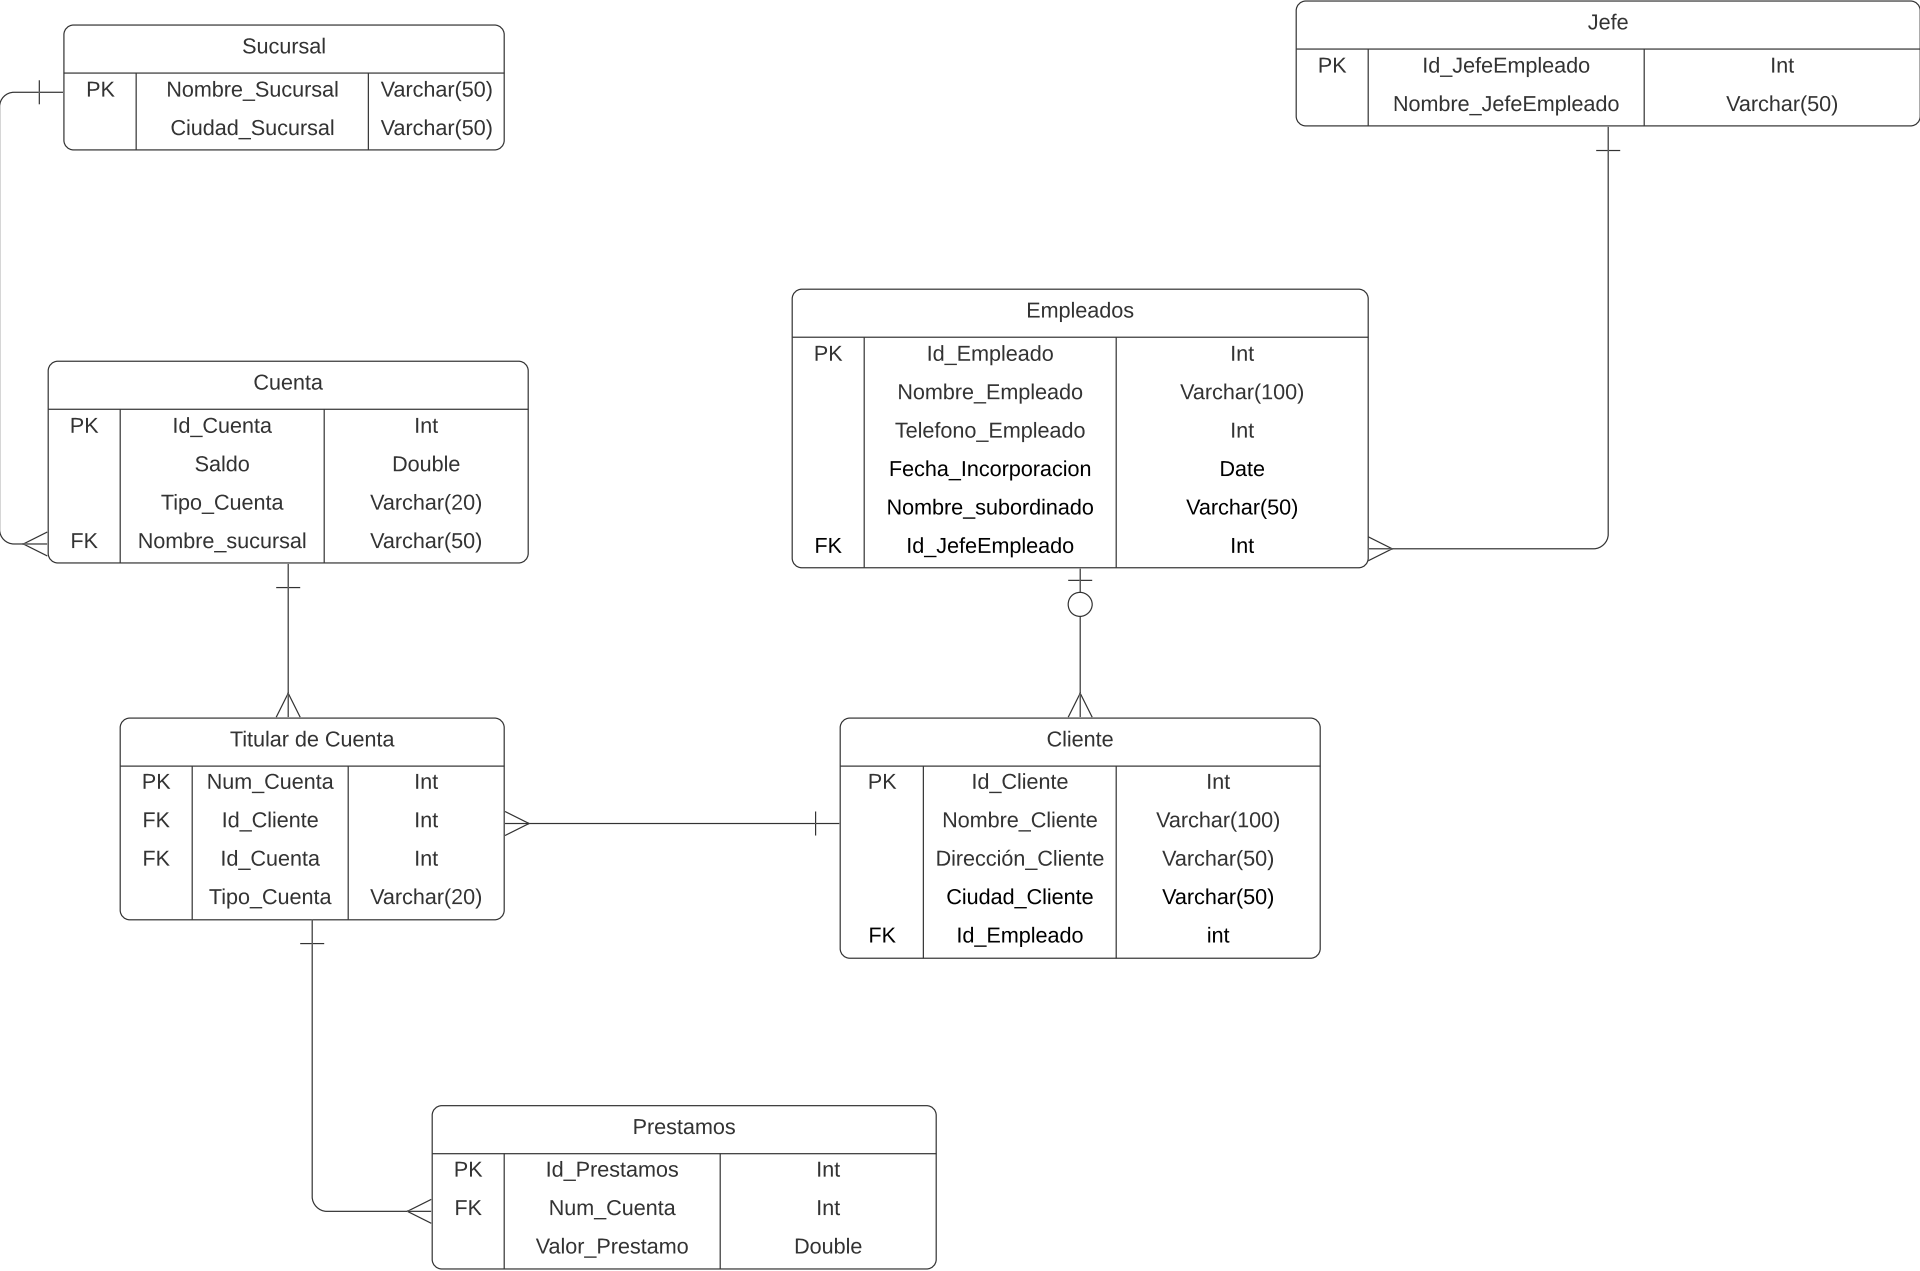 Sucursal
PK Nombre_Sucursal Varchar(50)
Ciudad_Sucursal Varchar(50)
Jefe
PK Id_JefeEmpleado Int
Nombre_JefeEmpleado Varchar(50)
Empleados
PK Id_Empleado Int
Nombre_Empleado Varchar(100)
Telefono_Empleado Int
Fecha_Incorporacion Date
Nombre_subordinado Varchar(50)
FK Id_JefeEmpleado Int
Cuenta
PK Id_Cuenta Int
Saldo Double
Tipo_Cuenta Varchar(20)
FK Nombre_sucursal Varchar(50)
Titular de Cuenta
PK Num_Cuenta Int
FK Id_Cliente Int
FK Id_Cuenta Int
Tipo_Cuenta Varchar(20)
Cliente
PK Id_Cliente Int
Nombre_Cliente Varchar(100)
Dirección_Cliente Varchar(50)
Ciudad_Cliente Varchar(50)
FK Id_Empleado int
Prestamos
PK Id_Prestamos Int
FK Num_Cuenta Int
Valor_Prestamo Double